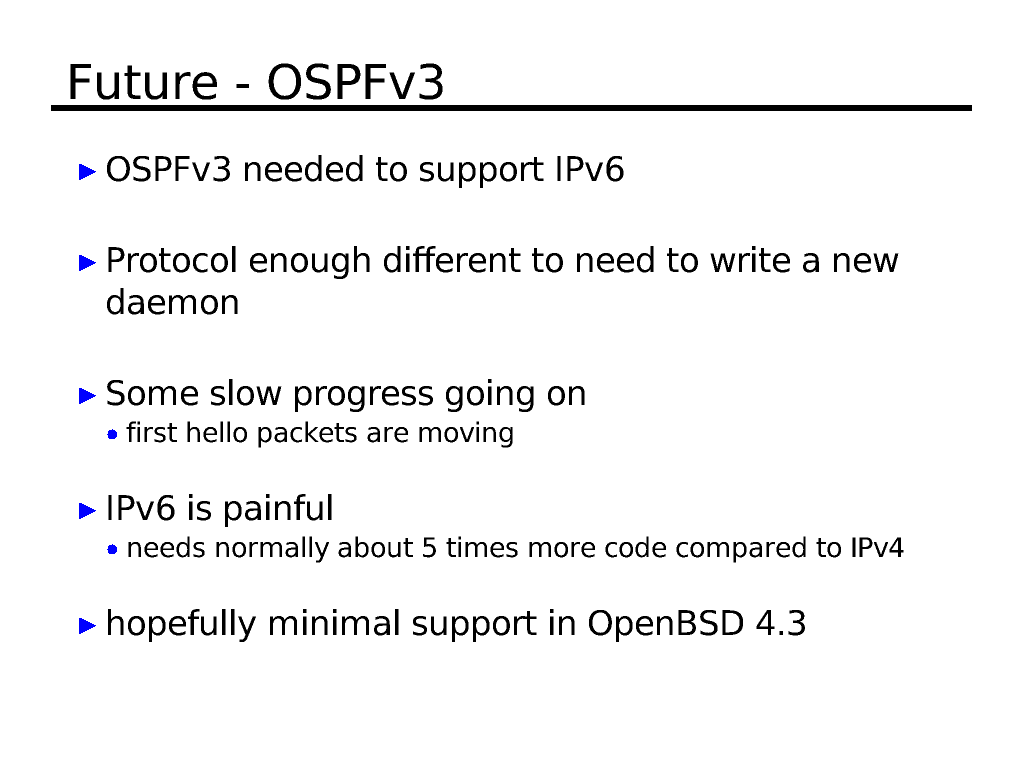 Future - OSPFv3
► OSPFv3 needed to support IPv6
► Protocol enough different to need to write a new
daemon
► Some slow progress going on
• first hello packets are moving
► IPv6 is painful
• needs normally about 5 times more code compared to IPv4
► hopefully minimal support in OpenBSD 4.3